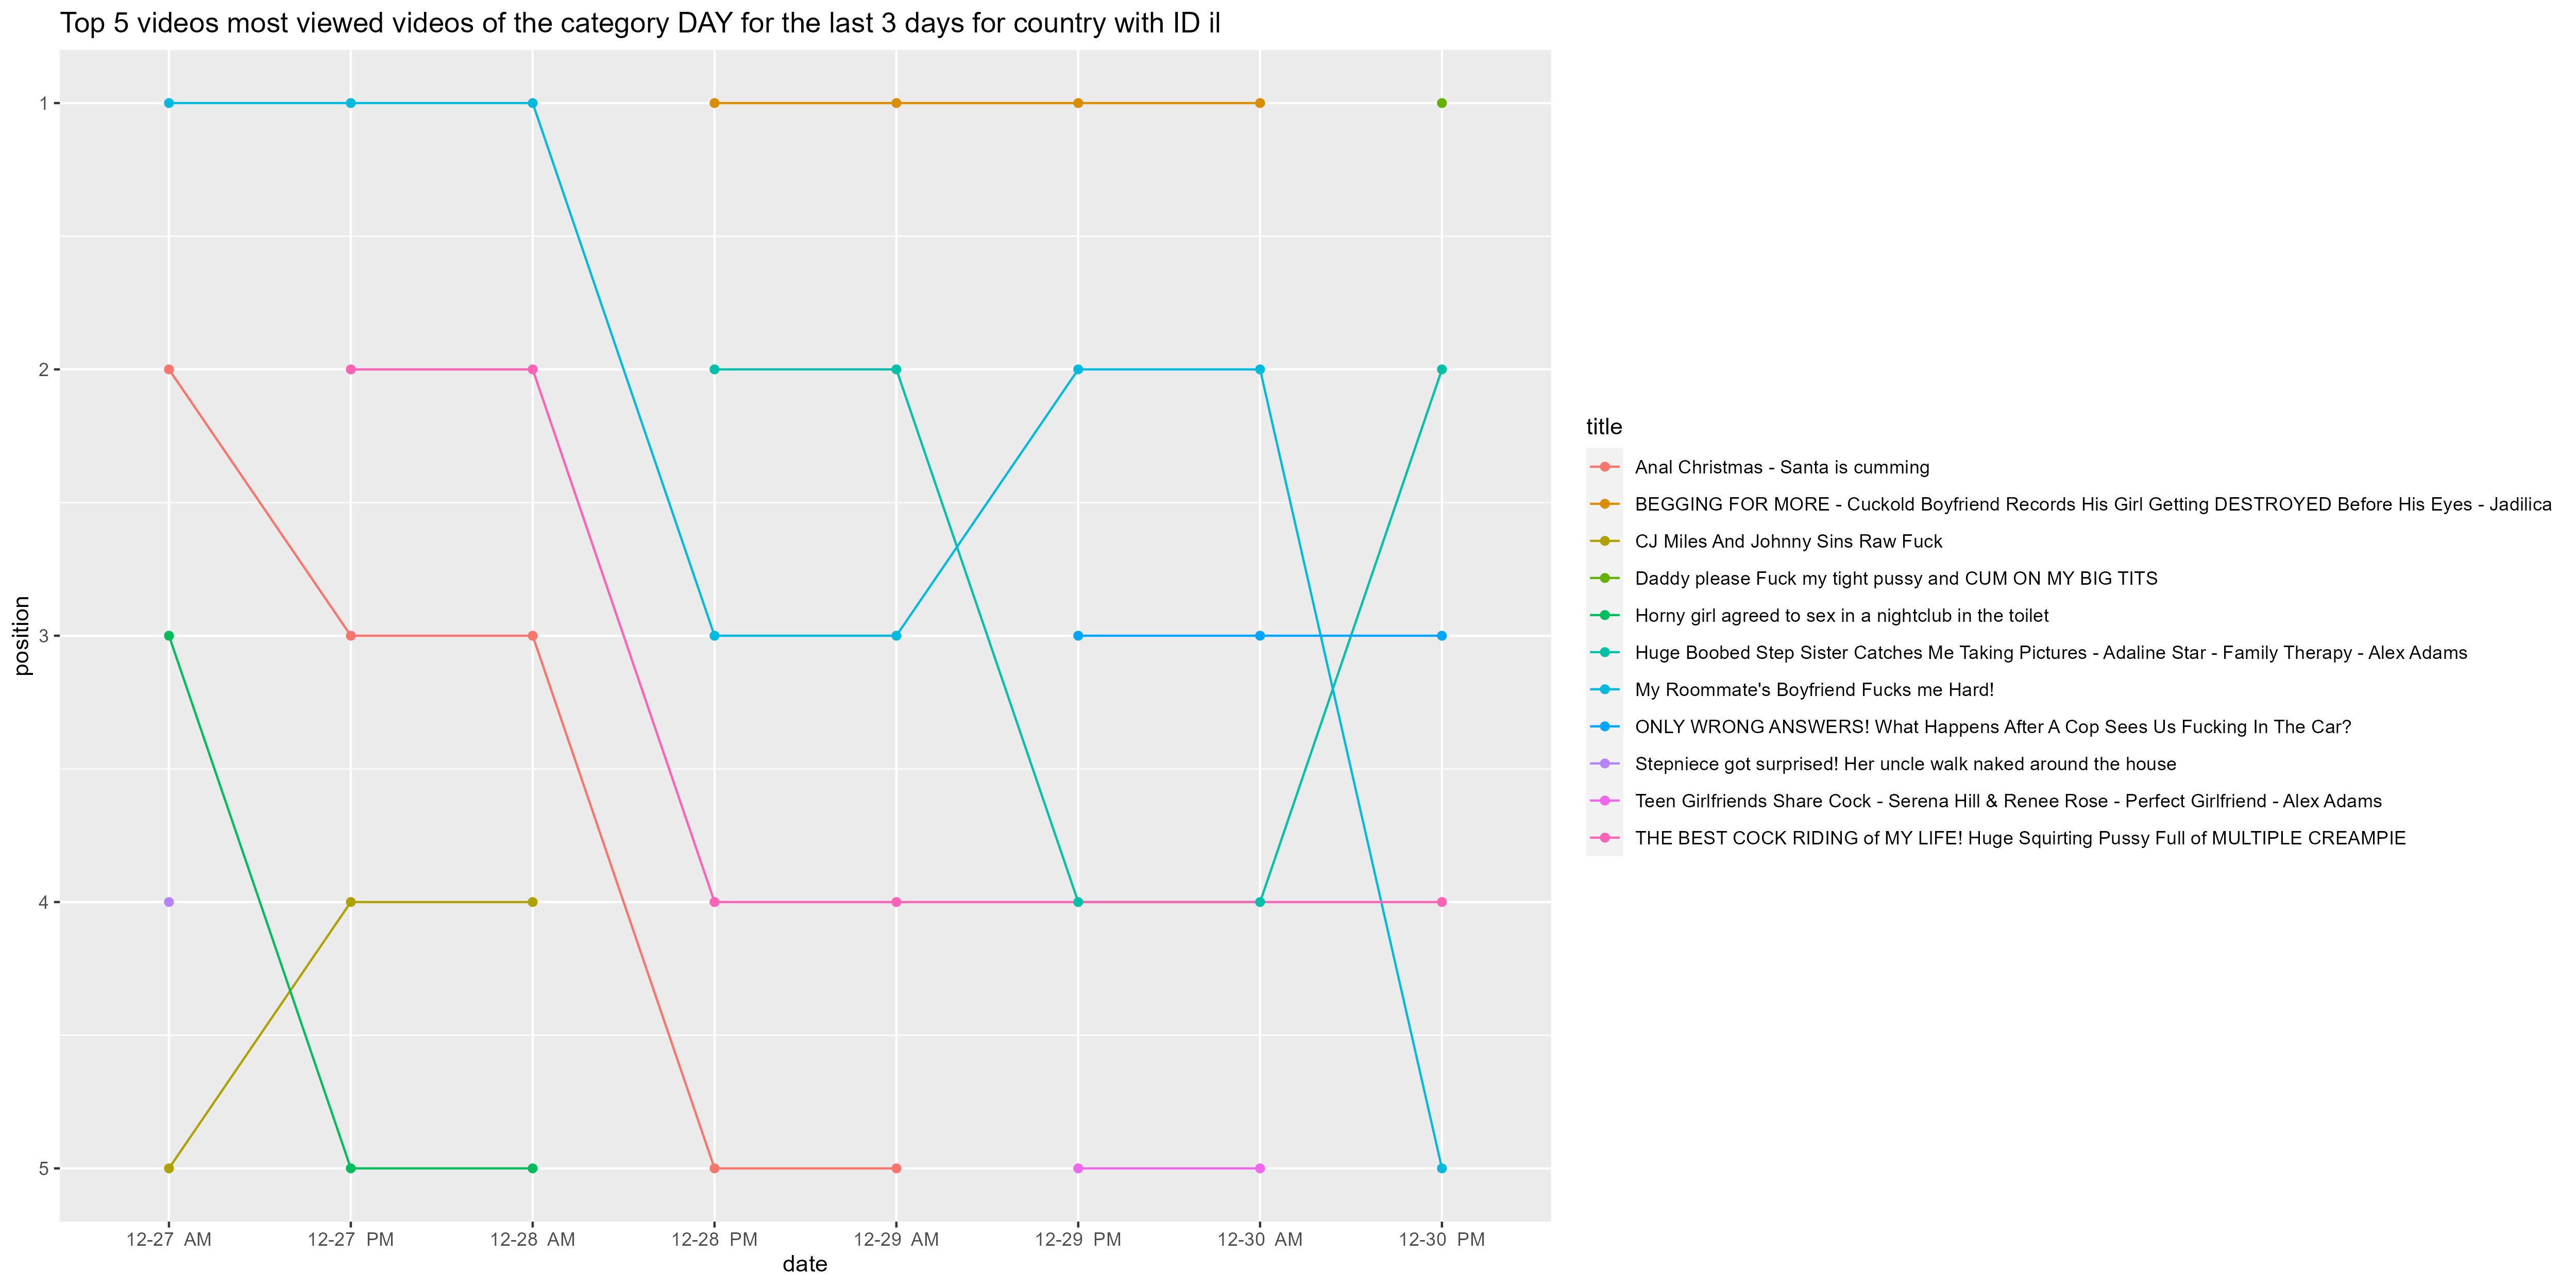 Top 5 videos most viewed videos of the category DAY for the last 3 days for country with ID il
1
2
3
4
5
position
12-27 AM
12-27 PM
12-28 AM
12-28 PM
12-29 AM
12-29 PM
12-30 AM
12-30 PM
date
title
Anal Christmas - Santa is cumming
BEGGING FOR MORE - Cuckold Boyfriend Records His Girl Getting DESTROYED Before His Eyes - Jadilica
CJ Miles And Johnny Sins Raw Fuck
Daddy please Fuck my tight pussy and CUM ON MY BIG TITS
Horny girl agreed to sex in a nightclub in the toilet
Huge Boobed Step Sister Catches Me Taking Pictures - Adaline Star - Family Therapy - Alex Adams
My Roommate's Boyfriend Fucks me Hard!
ONLY WRONG ANSWERS! What Happens After A Cop Sees Us Fucking In The Car?
Stepniece got surprised! Her uncle walk naked around the house
Teen Girlfriends Share Cock - Serena Hill & Renee Rose - Perfect Girlfriend - Alex Adams
THE BEST COCK RIDING of MY LIFE! Huge Squirting Pussy Full of MULTIPLE CREAMPIE